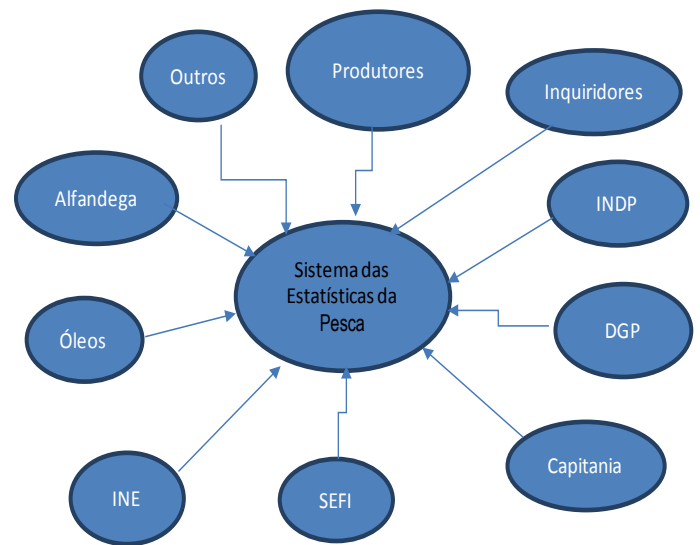 Outros
Produtores
Inquiridores
Alfandega
INDP
Sistema das
Estatísticas da
Pesca
Óleos
DGP
Capitania
INE
SEFI